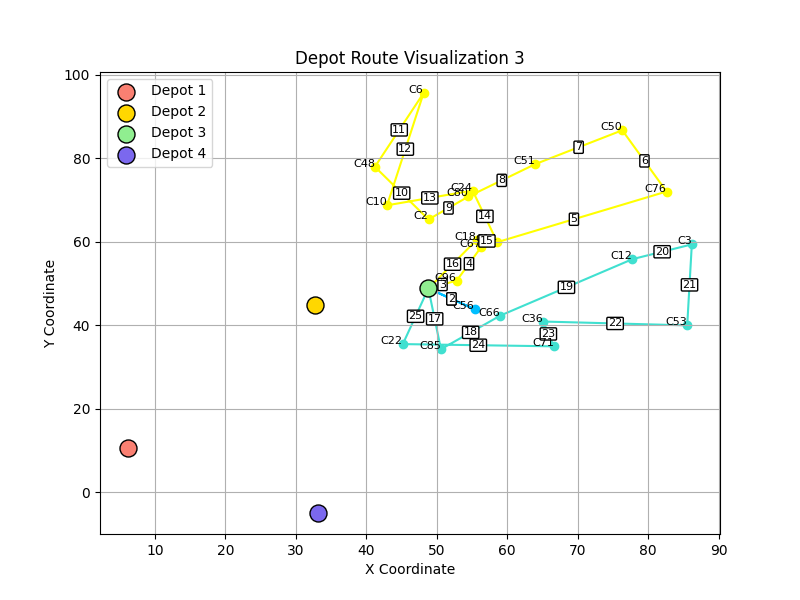 Depot Route Visualization 3
Depot 1
Depot 2
Depot 3
Depot 4
Y Coordinate
100
80
60
40
20
0
10 20 30 40 50 60 70 80 90
X Coordinate
C6
C50
C51
C48
C76
C24
C80
C10
C2
C18
C3
C12
C96
C56
C66
C36
C53
C22
C85
C71
11
12
7
6
8
10
13
9
14
5
15
20
16
4
3
21
19
2
25
17
22
18
23
24